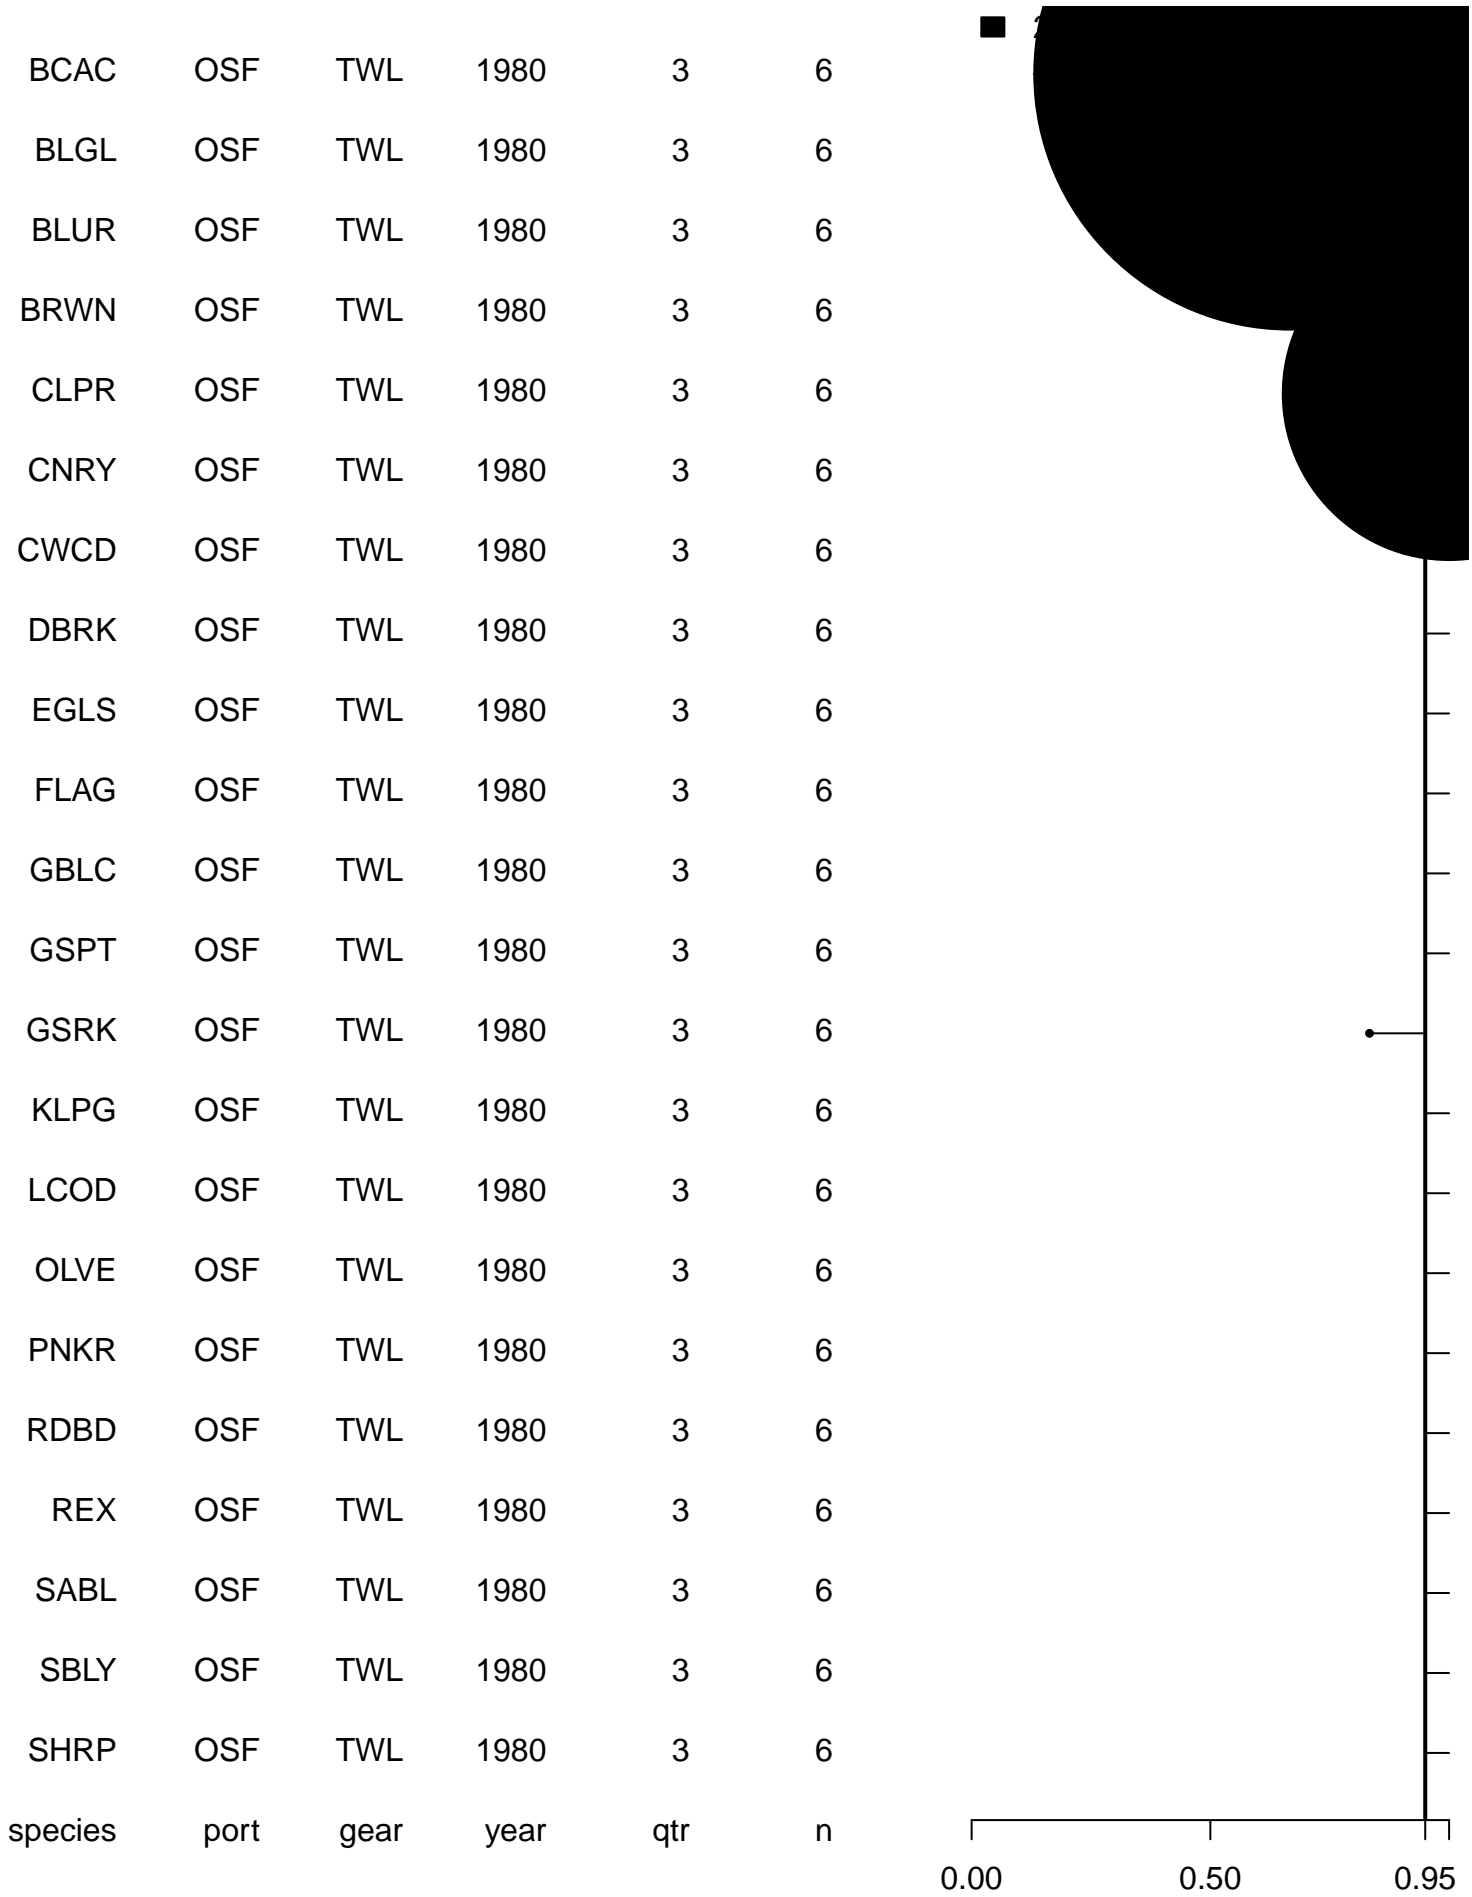 BCAC OSF TWL 1980 3 6
BLGL OSF TWL 1980 3 6
BLUR OSF TWL 1980 3 6
BRWN OSF TWL 1980 3 6
CLPR OSF TWL 1980 3 6
CNRY OSF TWL 1980 3 6
CWCD OSF TWL 1980 3 6
DBRK OSF TWL 1980 3 6
EGLS OSF TWL 1980 3 6
FLAG OSF TWL 1980 3 6
GBLC OSF TWL 1980 3 6
GSPT OSF TWL 1980 3 6
GSRK OSF TWL 1980 3 6
KLPG OSF TWL 1980 3 6
LCOD OSF TWL 1980 3 6
OLVE OSF TWL 1980 3 6
PNKR OSF TWL 1980 3 6
RDBD OSF TWL 1980 3 6
REX OSF TWL 1980 3 6
SABL OSF TWL 1980 3 6
SBLY OSF TWL 1980 3 6
SHRP OSF TWL 1980 3 6
species port gear year qtr n
0.00 0.50 0.95